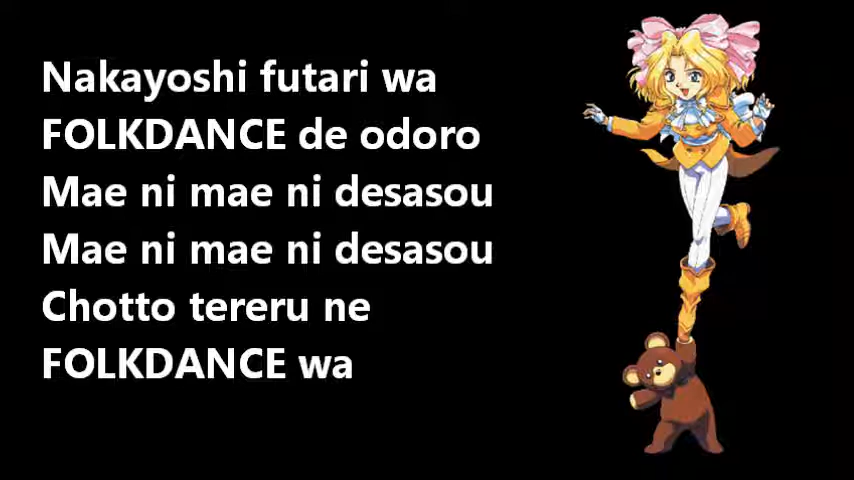 Nakayoshi futari wa
FOLKDANCE de odoro
Mae ni mae ni desasou
Mae ni mae ni desasou
Chotto tereru ne
FOLKDANCE wa